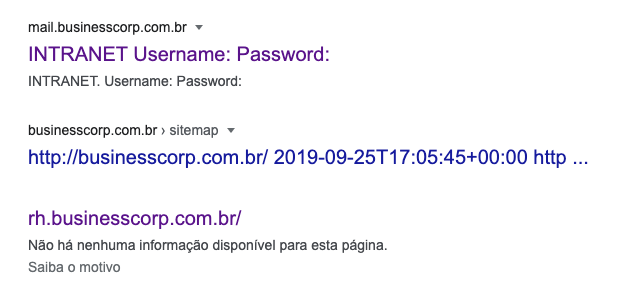 mail.businesscorp.com.br
INTRANET Username: Password:
INTRANET. Username: Password:
businesscorp.com.br › sitemap
http://businesscorp.com.br/ 2019-09-25T17:05:45+00:00 http ...
rh.businesscorp.com.br/
Não há nenhuma informação disponível para esta página.
Saiba o motivo